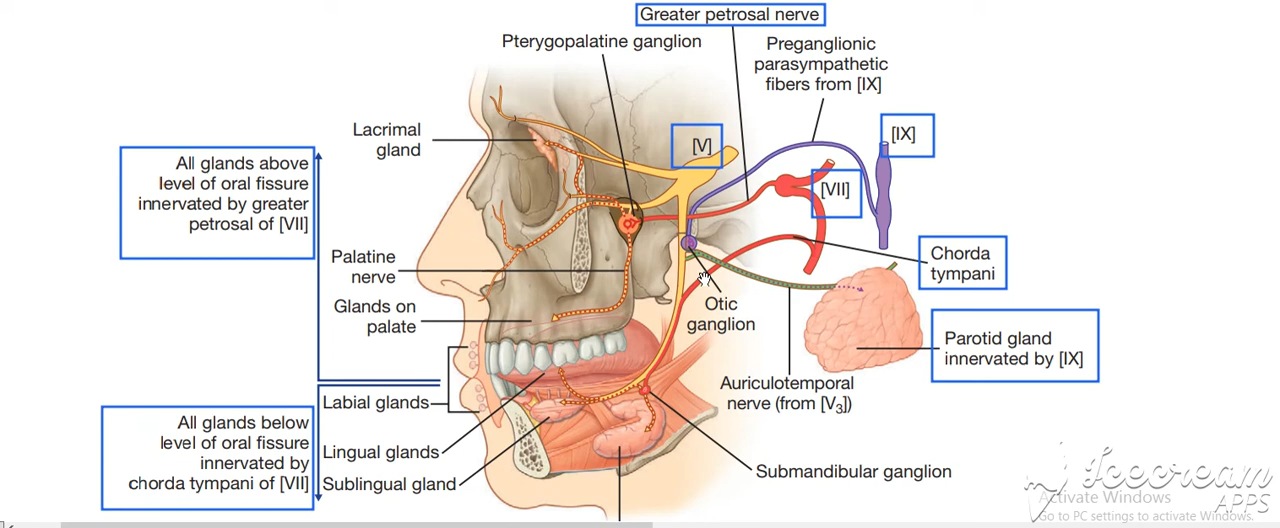 Greater petrosal nerve
Pterygopalatine ganglion
Preganglionic
parasympathetic
fibers from [IX]
Lacrimal
gland
[V]
[IX]
[VII]
All glands above
level of oral fissure
innervated by greater
petrosal of [VII]
Palatine
nerve
Chorda
tympani
Glands on
palate
Otic
ganglion
Parotid gland
innervated by [IX]
Auriculotemporal
nerve (from [V₃])
Labial glands
All glands below
level of oral fissure
innervated by
chorda tympani of [VII]
Lingual glands
Sublingual gland
Submandibular ganglion
Icecream
APPS
Activate Windows
Go to PC settings to activate Windows.